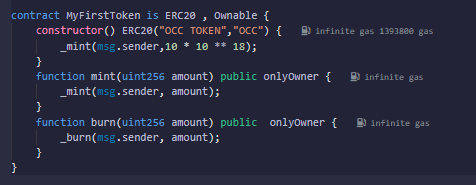 contract MyFirstToken is ERC20 , Ownable {
constructor() ERC20("OCC TOKEN","OCC") { infinite gas 1393800 gas
_mint(msg.sender,10 * 10 ** 18);
}
function mint(uint256 amount) public onlyOwner { infinite gas
_mint(msg.sender, amount);
}
function burn(uint256 amount) public  onlyOwner { infinite gas
_burn(msg.sender, amount);
}
}